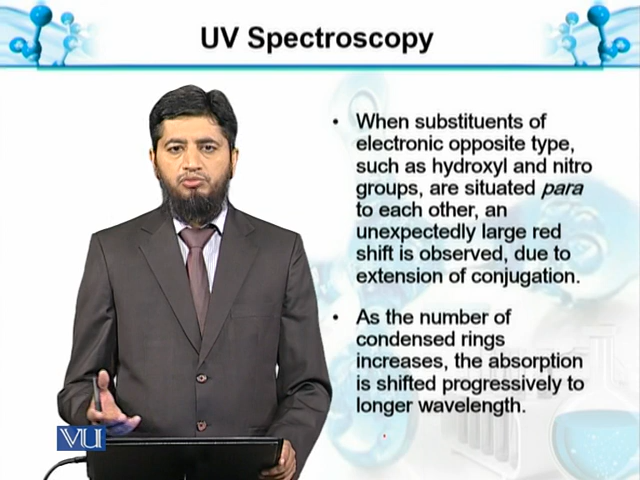 UV Spectroscopy
• When substituents of
electronic opposite type,
such as hydroxyl and nitro
groups, are situated para
to each other, an
unexpectedly large red
shift is observed, due to
extension of conjugation.
• As the number of
condensed rings
increases, the absorption
is shifted progressively to
longer wavelength.
VU